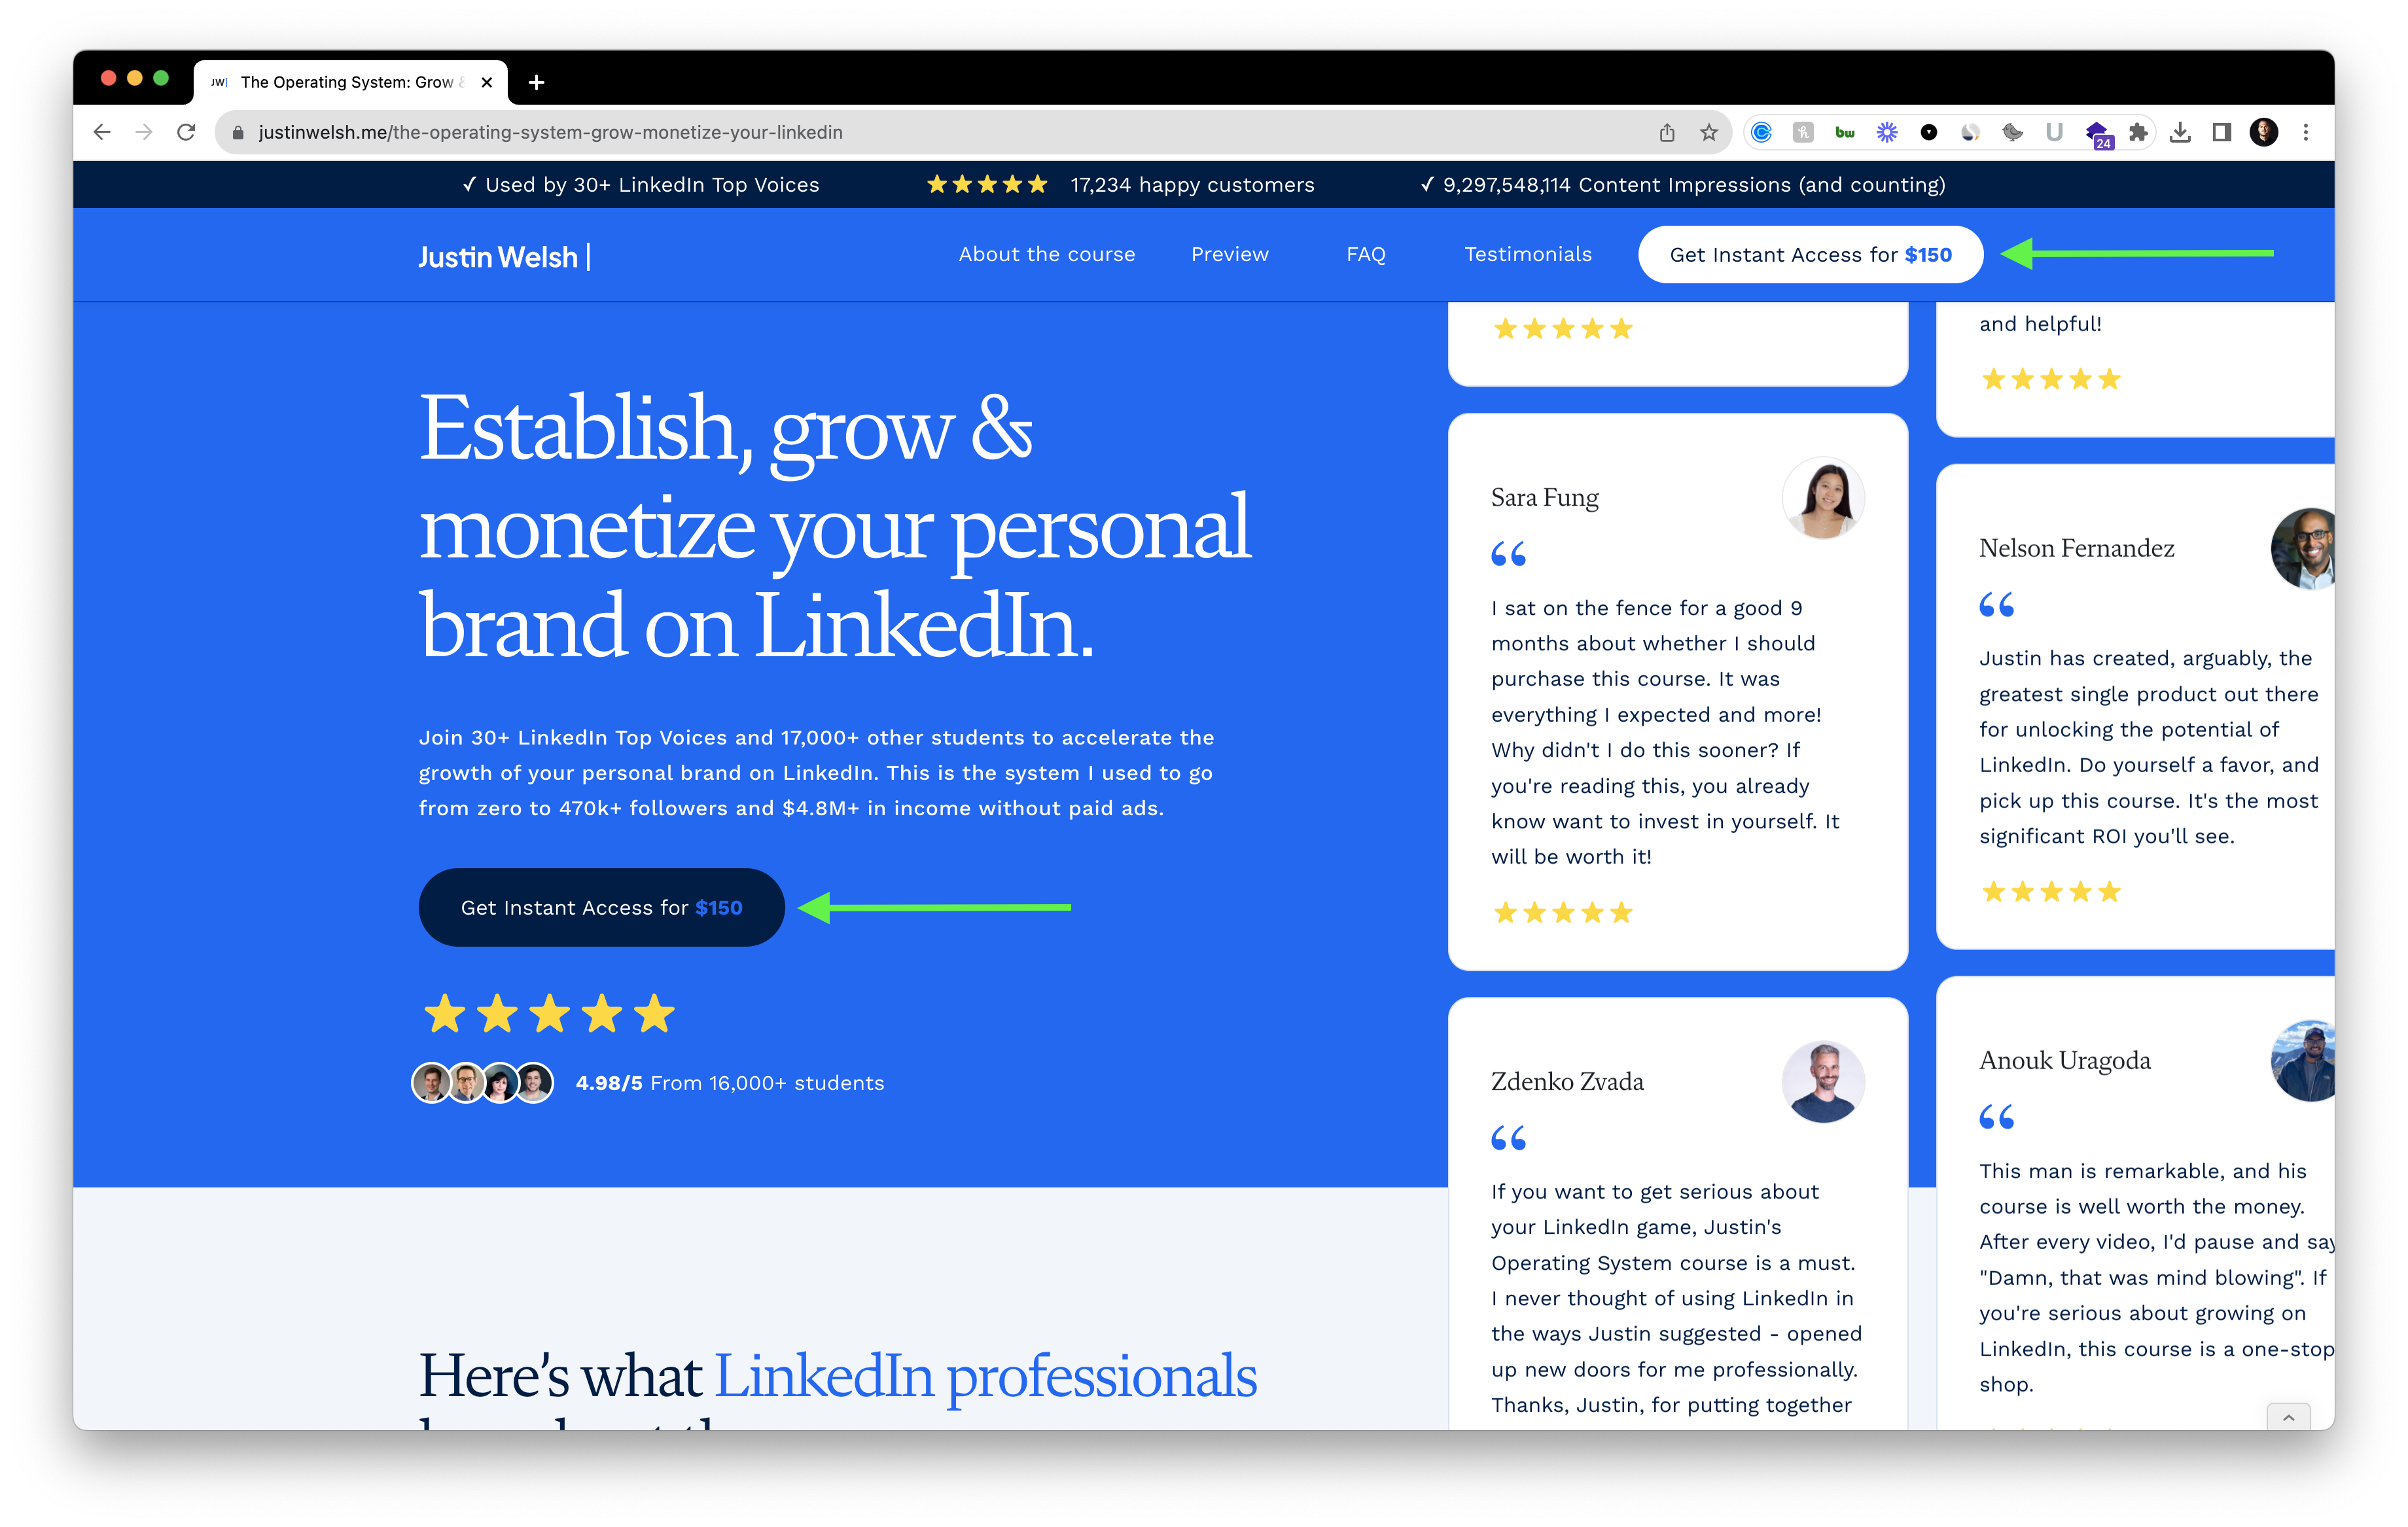 JW| The Operating System: Grow
justinwelsh.me/the-operating-system-grow-monetize-your-linkedin
bw
U
24
✓ Used by 30+ LinkedIn Top Voices
17,234 happy customers
✓ 9,297,548,114 Content Impressions (and counting)
Justin Welsh |
About the course
Preview
FAQ
Testimonials
Get Instant Access for $150
Establish, grow &
monetize your personal
brand on LinkedIn.
Join 30+ LinkedIn Top Voices and 17,000+ other students to accelerate the
growth of your personal brand on LinkedIn. This is the system I used to go
from zero to 470k+ followers and $4.8M+ in income without paid ads.
Get Instant Access for $150
4.98/5 From 16,000+ students
Here's what LinkedIn professionals
Sara Fung
“
I sat on the fence for a good 9
months about whether I should
purchase this course. It was
everything I expected and more!
Why didn't I do this sooner? If
you're reading this, you already
know want to invest in yourself. It
will be worth it!
Zdenko Zvada
“
If you want to get serious about
your LinkedIn game, Justin's
Operating System course is a must.
I never thought of using LinkedIn in
the ways Justin suggested - opened
up new doors for me professionally.
Thanks, Justin, for putting together
and helpful!
Nelson Fernandez
“
Justin has created, arguably, the
greatest single product out there
for unlocking the potential of
LinkedIn. Do yourself a favor, and
pick up this course. It's the most
significant ROI you'll see.
Anouk Uragoda
“
This man is remarkable, and his
course is well worth the money.
After every video, I'd pause and say
"Damn, that was mind blowing". If
you're serious about growing on
LinkedIn, this course is a one-stop
shop.